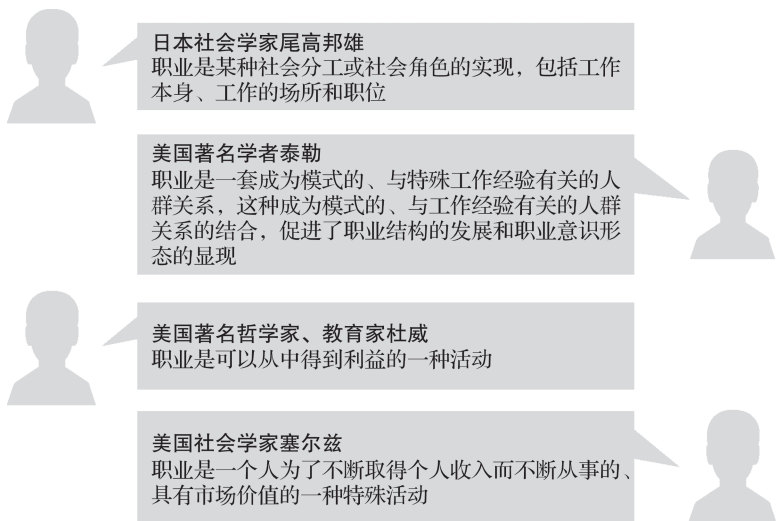 日本社会学家尾高邦雄
职业是某种社会分工或社会角色的实现，包括工作
本身、工作的场所和职位
美国著名学者泰勒
职业是一套成为模式的、与特殊工作经验有关的人
群关系，这种成为模式的、与工作经验有关的人群
关系的结合，促进了职业结构的发展和职业意识形
态的显现
美国著名哲学家、教育家杜威
职业是可以从中得到利益的一种活动
美国社会学家塞尔兹
职业是一个人为了不断取得个人收入而不断从事的、
具有市场价值的一种特殊活动